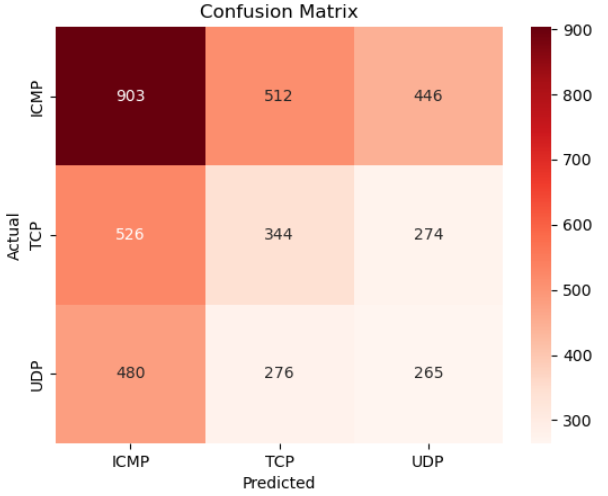 Confusion Matrix
Actual
ICMP 903 512 446
TCP 526 344 274
UDP 480 276 265
ICMP TCP UDP
Predicted
900
800
700
600
500
400
300